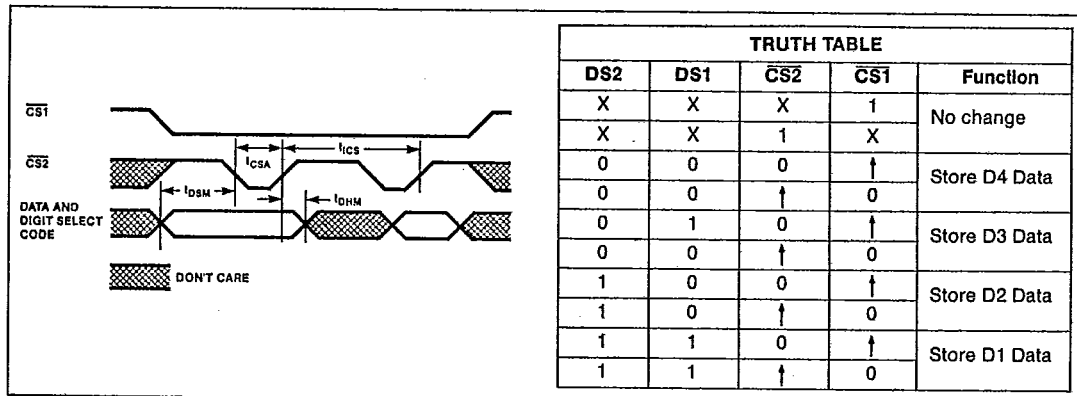 CS1
CS2
tCSA
tICS
tDSM
tDHM
DATA AND
DIGIT SELECT
CODE
DON'T CARE
TRUTH TABLE
DS2 DS1 CS2 CS1 Function
X X X 1 No change
X X 1 X
0 0 0 ↑ Store D4 Data
0 0 ↑ 0
0 1 0 ↑ Store D3 Data
0 0 ↑ 0
1 0 0 ↑ Store D2 Data
1 0 ↑ 0
1 1 0 ↑ Store D1 Data
1 1 ↑ 0